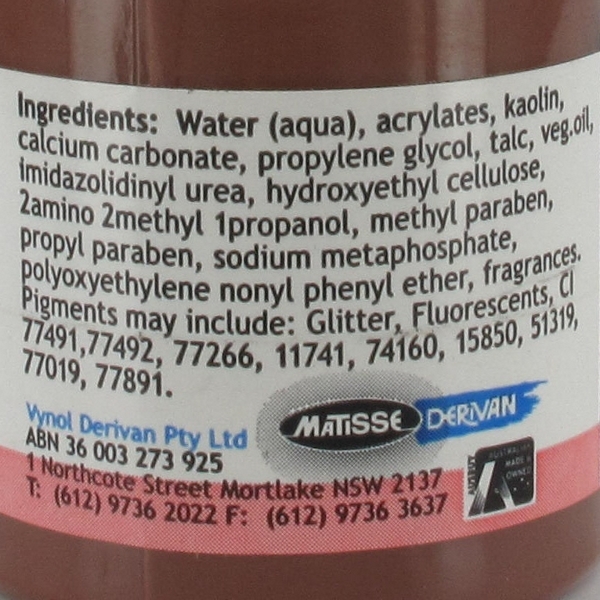 Ingredients: Water (aqua), acrylates, kaolin,
calcium carbonate, propylene glycol, talc, veg.oil,
imidazolidinyl urea, hydroxyethyl cellulose,
2amino 2methyl 1propanol, methyl paraben,
propyl paraben, sodium metaphosphate,
polyoxyethylene nonyl phenyl ether, fragrances.
Pigments may include: Glitter, Fluorescents, CI
77491,77492, 77266, 11741, 74160, 15850, 51319,
77019, 77891.
MATISSE DERIVAN
Vynol Derivan Pty Ltd
ABN 36 003 273 925
1 Northcote Street Mortlake NSW 2137
T: (612) 9736 2022 F: (612) 9736 3637
AUSTRALIAN
MADE &
OWNED